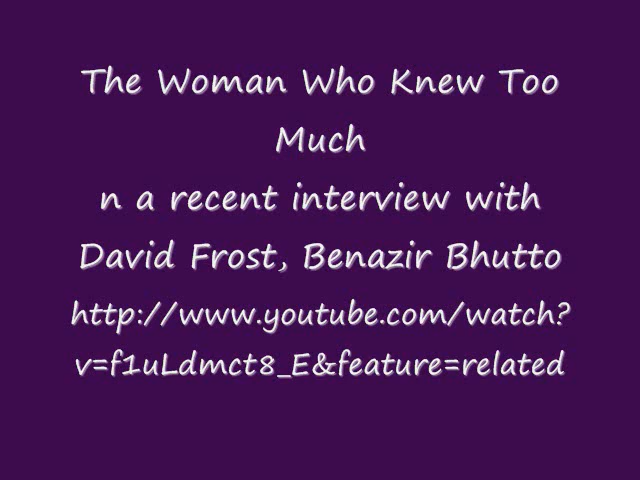 The Woman Who Knew Too
Much
n a recent interview with
David Frost, Benazir Bhutto
http://www.youtube.com/watch?
v=f1uLdmct8_E&feature=related